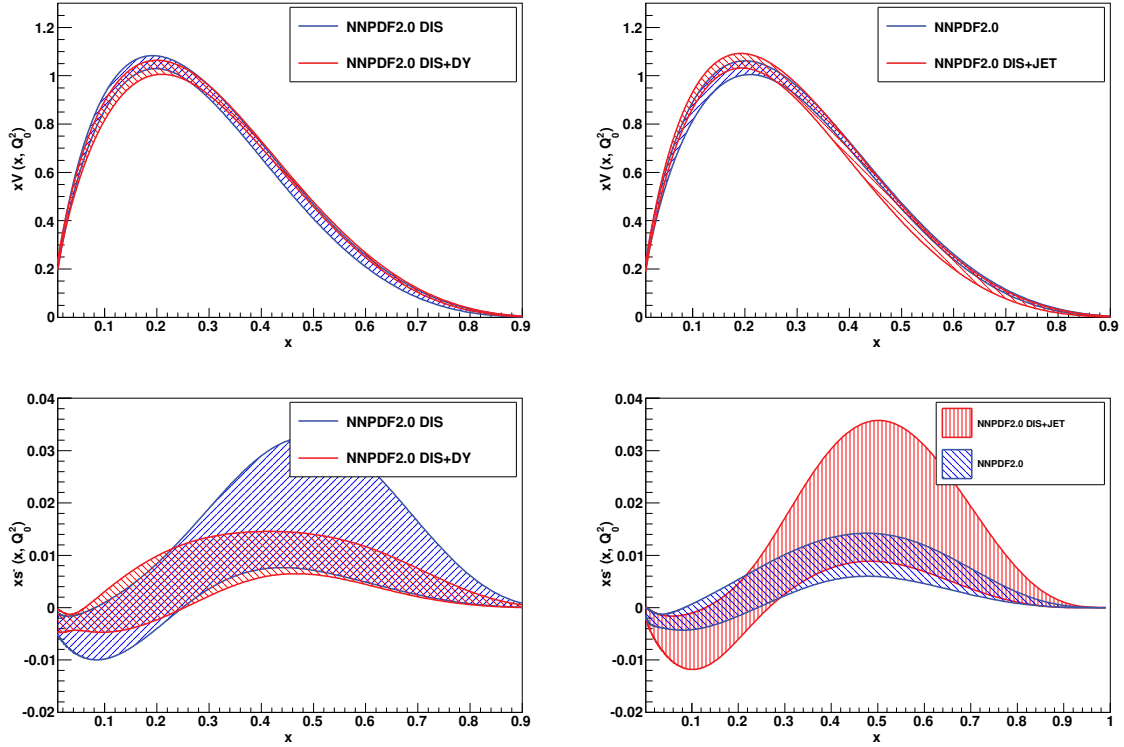 NNPDF2.0 DIS
NNPDF2.0 DIS+DY
xV (x, Q₀²)
0
0.2
0.4
0.6
0.8
1
1.2
0.1 0.2 0.3 0.4 0.5 0.6 0.7 0.8 0.9
x
NNPDF2.0
NNPDF2.0 DIS+JET
xV (x, Q₀²)
0
0.2
0.4
0.6
0.8
1
1.2
0.1 0.2 0.3 0.4 0.5 0.6 0.7 0.8 0.9
x
NNPDF2.0 DIS
NNPDF2.0 DIS+DY
xs⁻ (x, Q₀²)
-0.02
-0.01
0
0.01
0.02
0.03
0.04
0.1 0.2 0.3 0.4 0.5 0.6 0.7 0.8 0.9
x
NNPDF2.0 DIS+JET
NNPDF2.0
xs⁻ (x, Q₀²)
-0.02
-0.01
0
0.01
0.02
0.03
0.04
0.1 0.2 0.3 0.4 0.5 0.6 0.7 0.8 0.9 1
x